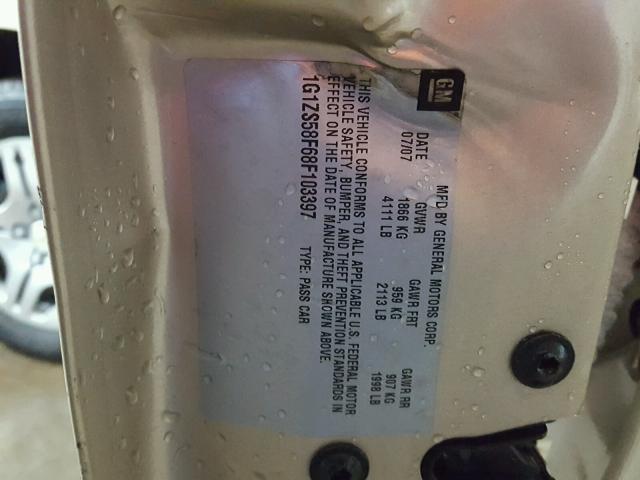 GM
MFD BY GENERAL MOTORS CORP.
DATE GVWR GAWR FRT GAWR RR
07/07 1866 KG 959 KG 907 KG
4111 LB 2113 LB 1998 LB
THIS VEHICLE CONFORMS TO ALL APPLICABLE U.S. FEDERAL MOTOR
VEHICLE SAFETY, BUMPER, AND THEFT PREVENTION STANDARDS IN
EFFECT ON THE DATE OF MANUFACTURE SHOWN ABOVE.
1G1ZS58F68F103397 TYPE: PASS CAR